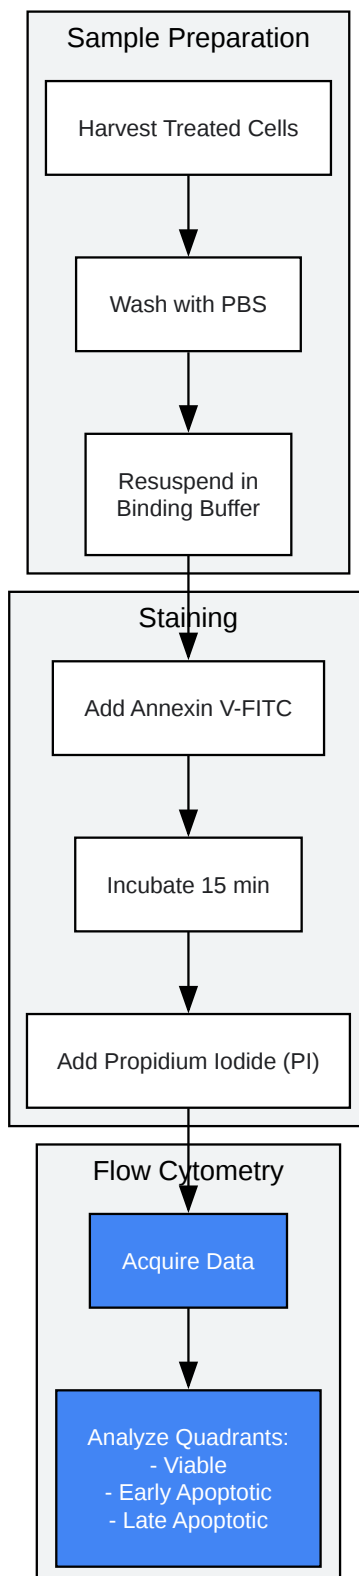 Sample Preparation
Harvest Treated Cells
Wash with PBS
Resuspend in
Binding Buffer
Staining
Add Annexin V-FITC
Incubate 15 min
Add Propidium Iodide (PI)
Flow Cytometry
Acquire Data
Analyze Quadrants:
- Viable
- Early Apoptotic
- Late Apoptotic